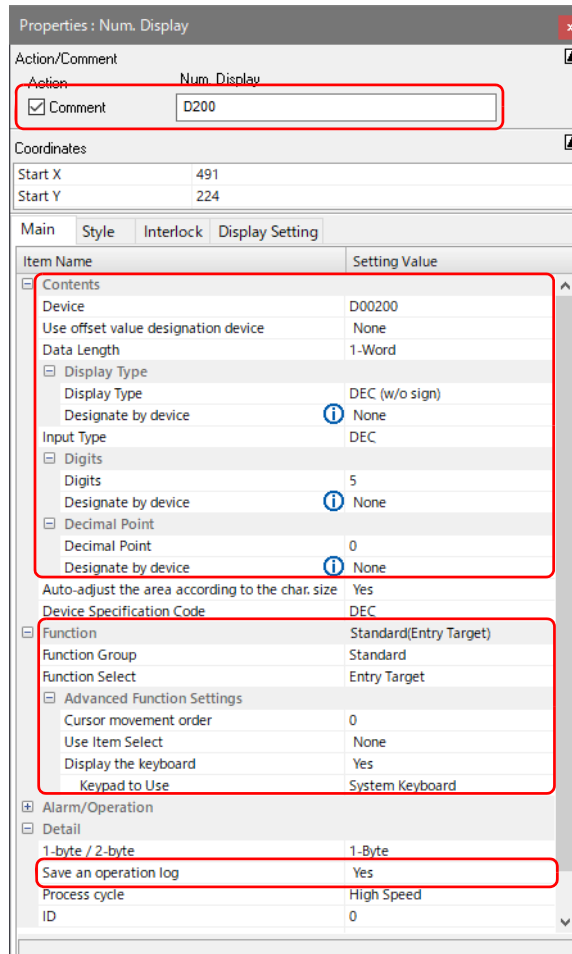 Properties : Num. Display
Action/Comment
Action Num. Display
Comment D200
Coordinates
Start X 491
Start Y 224
Main Style Interlock Display Setting
Item Name Setting Value
Contents
Device D00200
Use offset value designation device None
Data Length 1-Word
Display Type
Display Type DEC (w/o sign)
Designate by device None
Input Type DEC
Digits
Digits 5
Designate by device None
Decimal Point
Decimal Point 0
Designate by device None
Auto-adjust the area according to the char. size Yes
Device Specification Code DEC
Function Standard(Entry Target)
Function Group Standard
Function Select Entry Target
Advanced Function Settings
Cursor movement order 0
Use Item Select None
Display the keyboard Yes
Keypad to Use System Keyboard
Alarm/Operation
Detail
1-byte / 2-byte 1-Byte
Save an operation log Yes
Process cycle High Speed
ID 0